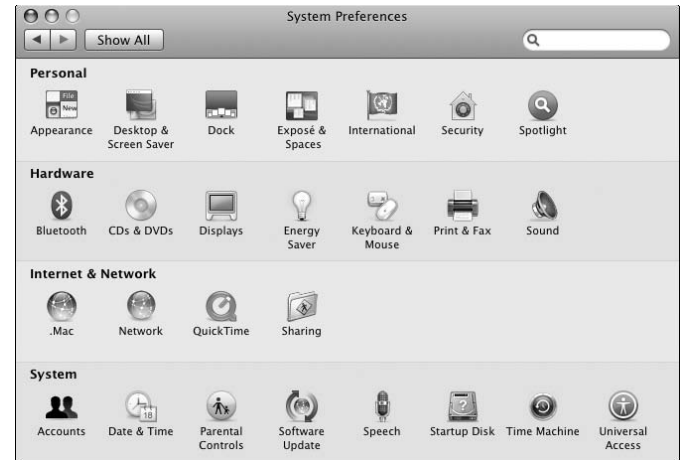 System Preferences
Show All
Personal
Appearance
Desktop &
Screen Saver
Dock
Exposé &
Spaces
International
Security
Spotlight
Hardware
Bluetooth
CDs & DVDs
Displays
Energy
Saver
Keyboard &
Mouse
Print & Fax
Sound
Internet & Network
.Mac
Network
QuickTime
Sharing
System
Accounts
Date & Time
Parental
Controls
Software
Update
Speech
Startup Disk
Time Machine
Universal
Access